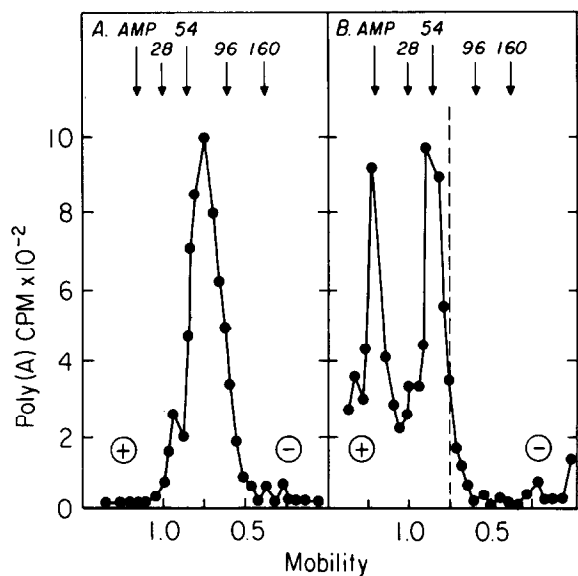 A. AMP 54
28 96 160
B. AMP 54
28 96 160
Poly(A) CPM x10⁻²
10
8
6
4
2
0
+ −
+ −
1.0 0.5
1.0 0.5
Mobility